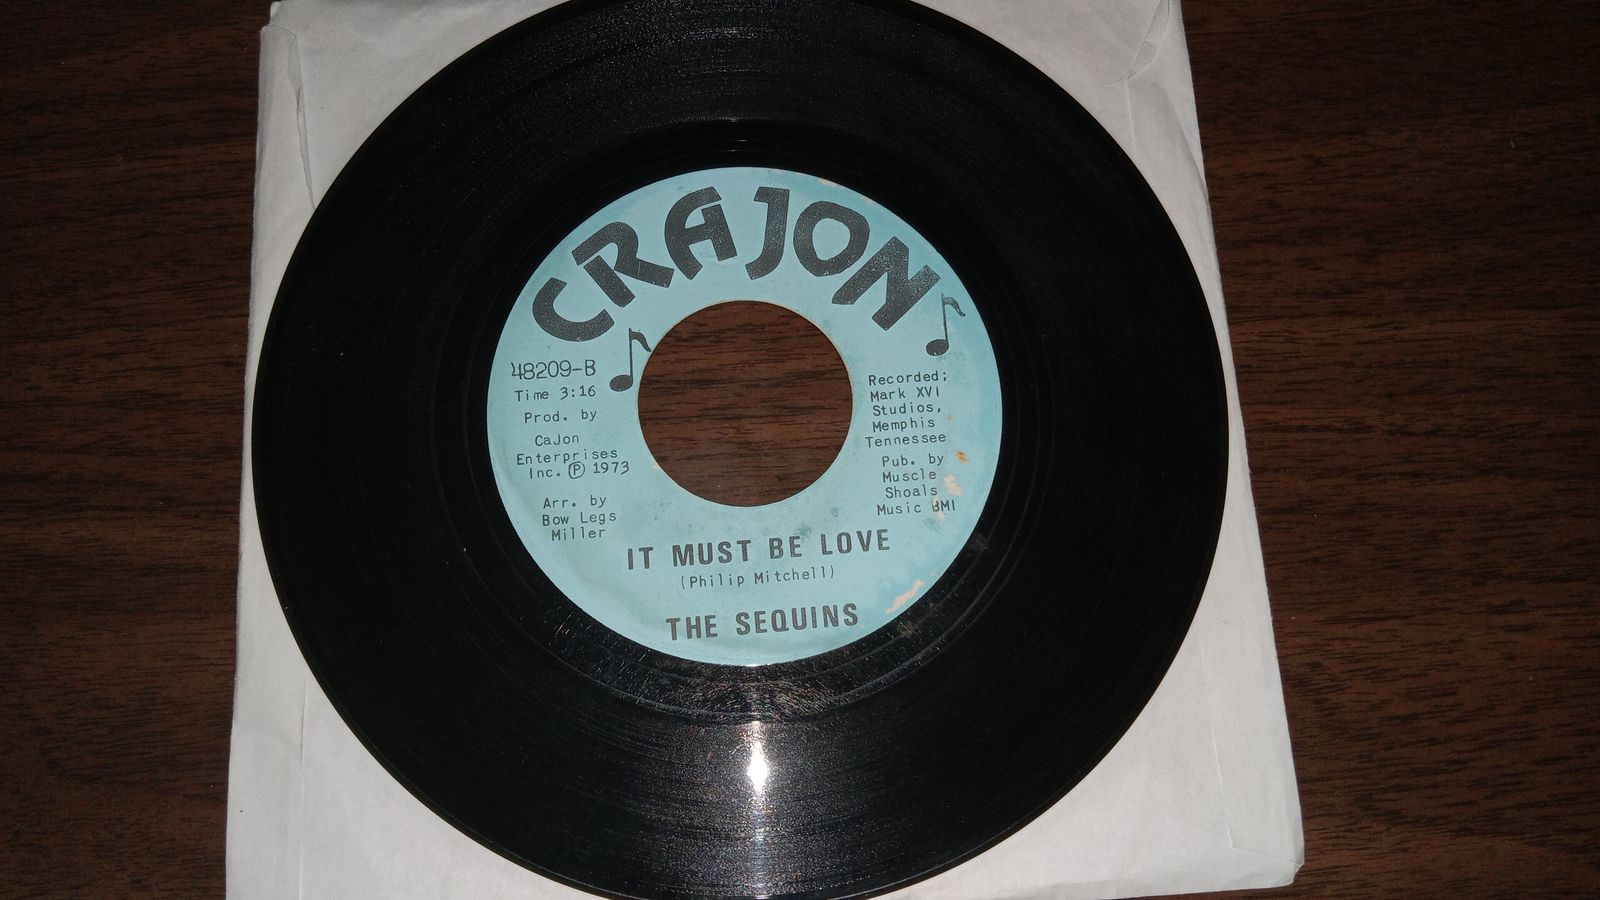 CRAJON
48209-B
Time 3:16
Prod. by
CaJon
Enterprises
Inc. Ⓟ 1973
Arr. by
Bow Legs
Miller
Recorded;
Mark XVI
Studios,
Memphis
Tennessee
Pub. by
Muscle
Shoals
Music BMI
IT MUST BE LOVE
(Philip Mitchell)
THE SEQUINS